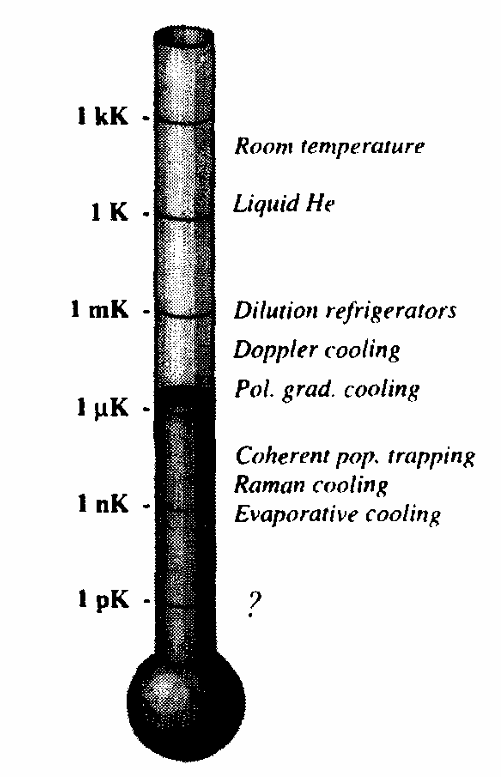 1 kK -
Room temperature
Liquid He
1 K -
1 mK - Dilution refrigerators
Doppler cooling
Pol. grad. cooling
1 μK -
Coherent pop. trapping
Raman cooling
1 nK - Evaporative cooling
1 pK - ?